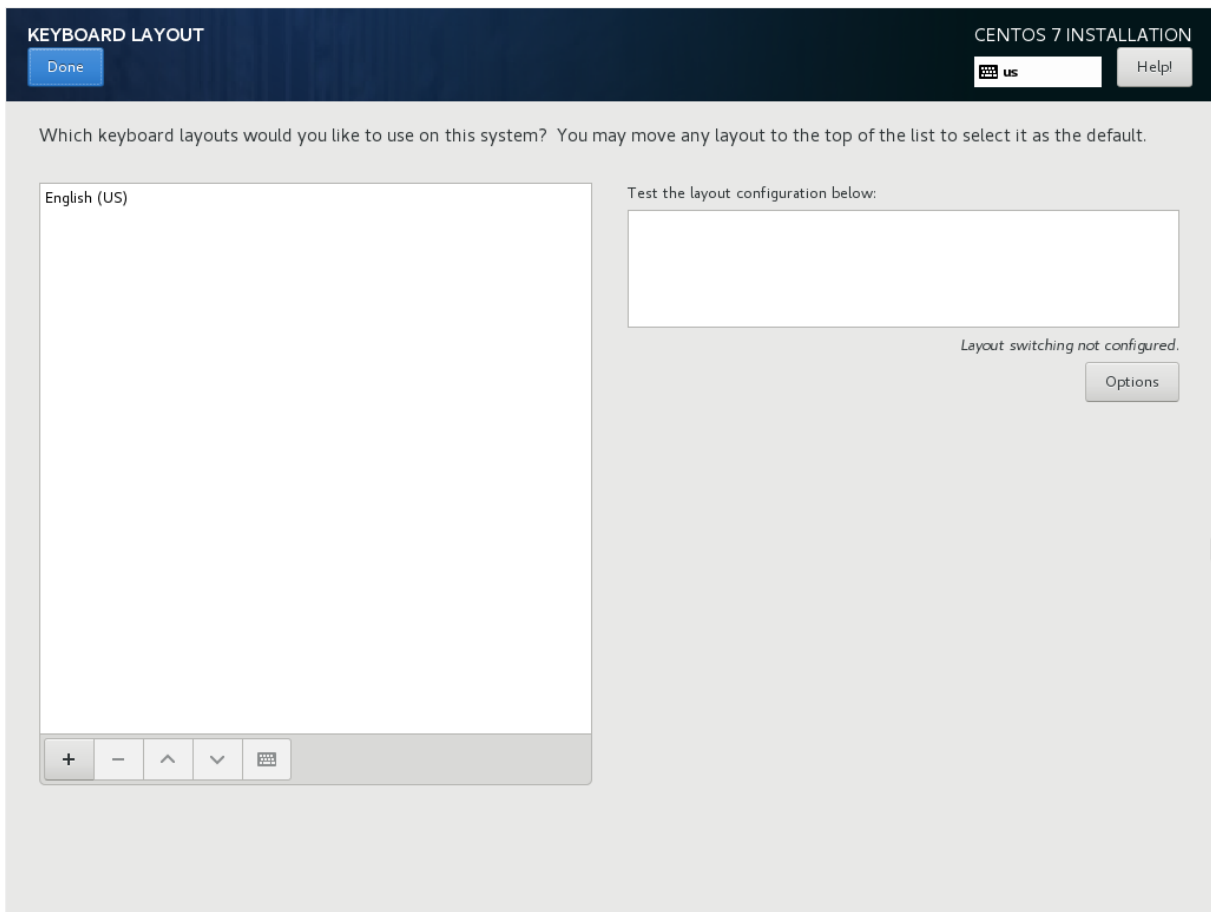 KEYBOARD LAYOUT
Done
CENTOS 7 INSTALLATION
us
Help!
Which keyboard layouts would you like to use on this system? You may move any layout to the top of the list to select it as the default.
English (US)
Test the layout configuration below:
Layout switching not configured.
Options